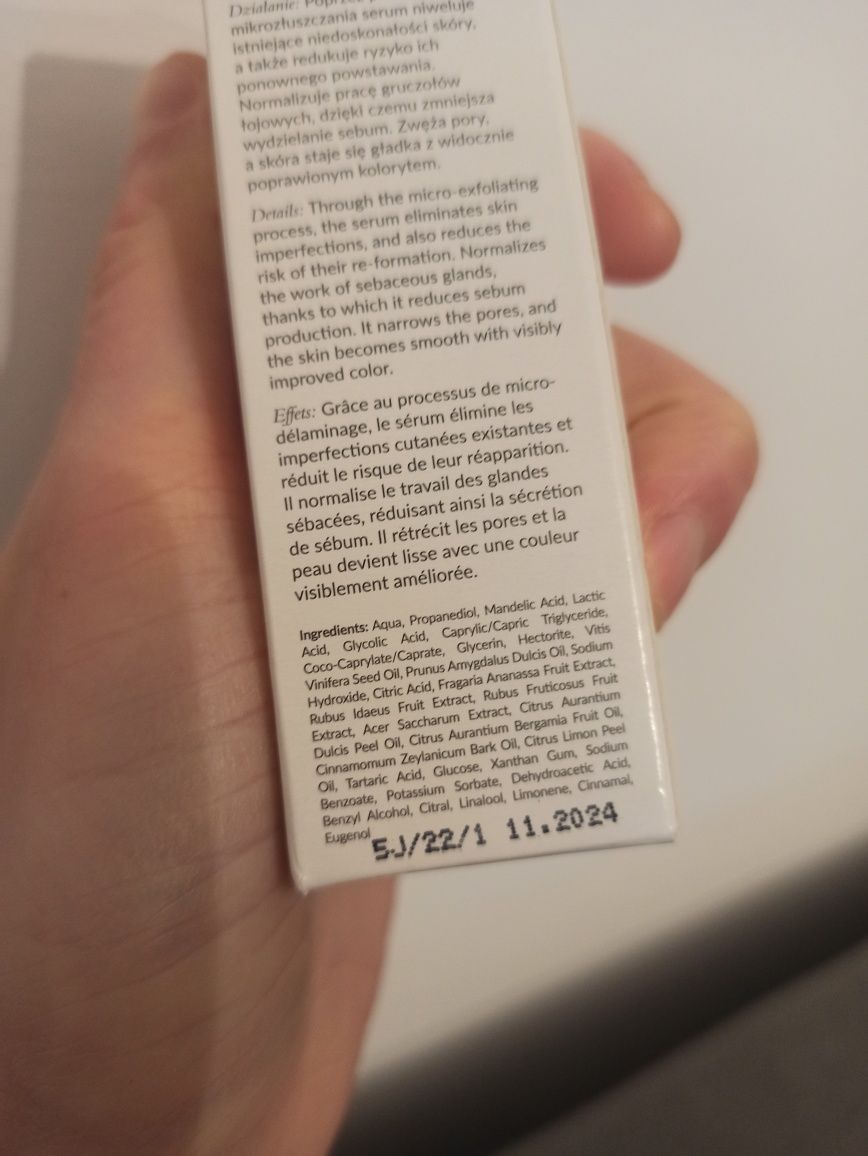 Działanie:
mikrozłuszczania serum niweluje
istniejące niedoskonałości skóry,
a także redukuje ryzyko ich
ponownego powstawania.
Normalizuje pracę gruczołów
łojowych, dzięki czemu zmniejsza
wydzielanie sebum. Zwęża pory,
a skóra staje się gładka z widocznie
poprawionym kolorytem.
Details: Through the micro-exfoliating
process, the serum eliminates skin
imperfections, and also reduces the
risk of their re-formation. Normalizes
the work of sebaceous glands,
thanks to which it reduces sebum
production. It narrows the pores, and
the skin becomes smooth with visibly
improved color.
Effets: Grâce au processus de micro-
délaminage, le sérum élimine les
imperfections cutanées existantes et
réduit le risque de leur réapparition.
Il normalise le travail des glandes
sébacées, réduisant ainsi la sécrétion
de sébum. Il rétrécit les pores et la
peau devient lisse avec une couleur
visiblement améliorée.
Ingredients: Aqua, Propanediol, Mandelic Acid, Lactic
Acid, Glycolic Acid, Caprylic/Capric Triglyceride,
Coco-Caprylate/Caprate, Glycerin, Hectorite, Vitis
Vinifera Seed Oil, Prunus Amygdalus Dulcis Oil, Sodium
Hydroxide, Citric Acid, Fragaria Ananassa Fruit Extract,
Rubus Idaeus Fruit Extract, Rubus Fruticosus Fruit
Extract, Acer Saccharum Extract, Citrus Aurantium
Dulcis Peel Oil, Citrus Aurantium Bergamia Fruit Oil,
Cinnamomum Zeylanicum Bark Oil, Citrus Limon Peel
Oil, Tartaric Acid, Glucose, Xanthan Gum, Sodium
Benzoate, Potassium Sorbate, Dehydroacetic Acid,
Benzyl Alcohol, Citral, Linalool, Limonene, Cinnamal,
Eugenol
5J/22/1 11.2024